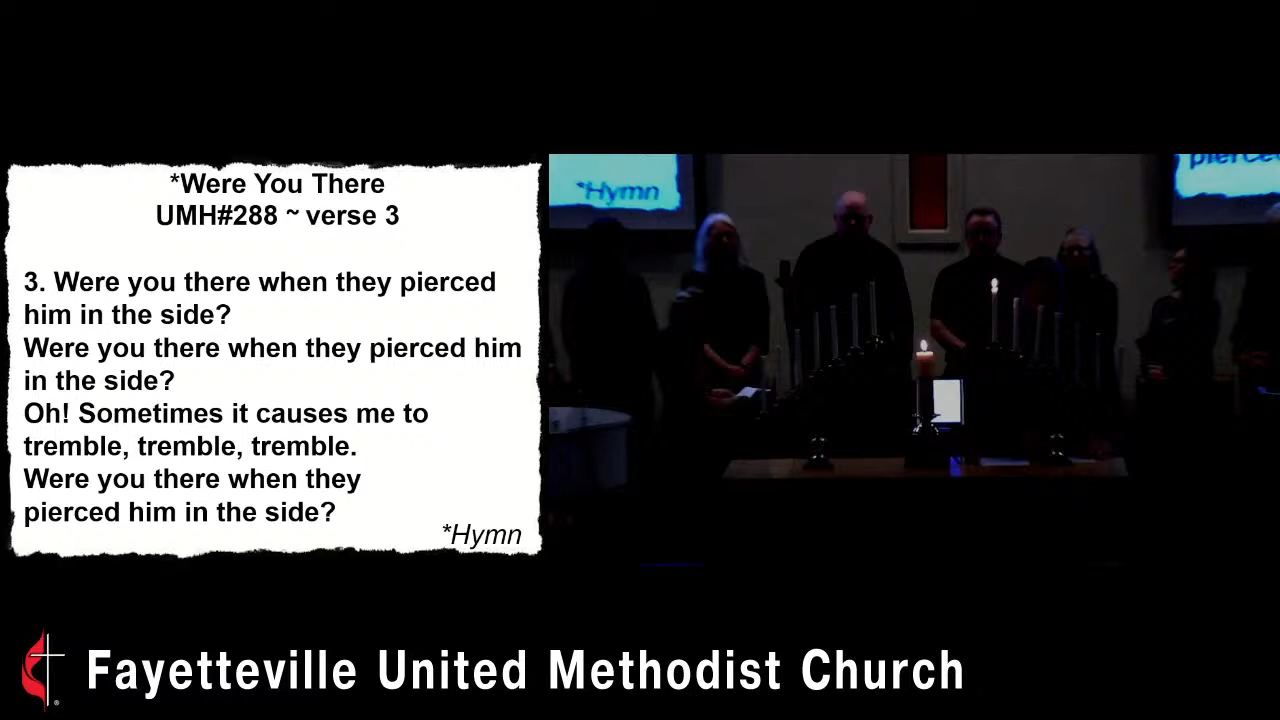 *Were You There
UMH#288 ~ verse 3
3. Were you there when they pierced
him in the side?
Were you there when they pierced him
in the side?
Oh! Sometimes it causes me to
tremble, tremble, tremble.
Were you there when they
pierced him in the side?
*Hymn
*Hymn
pierce
Fayetteville United Methodist Church
®